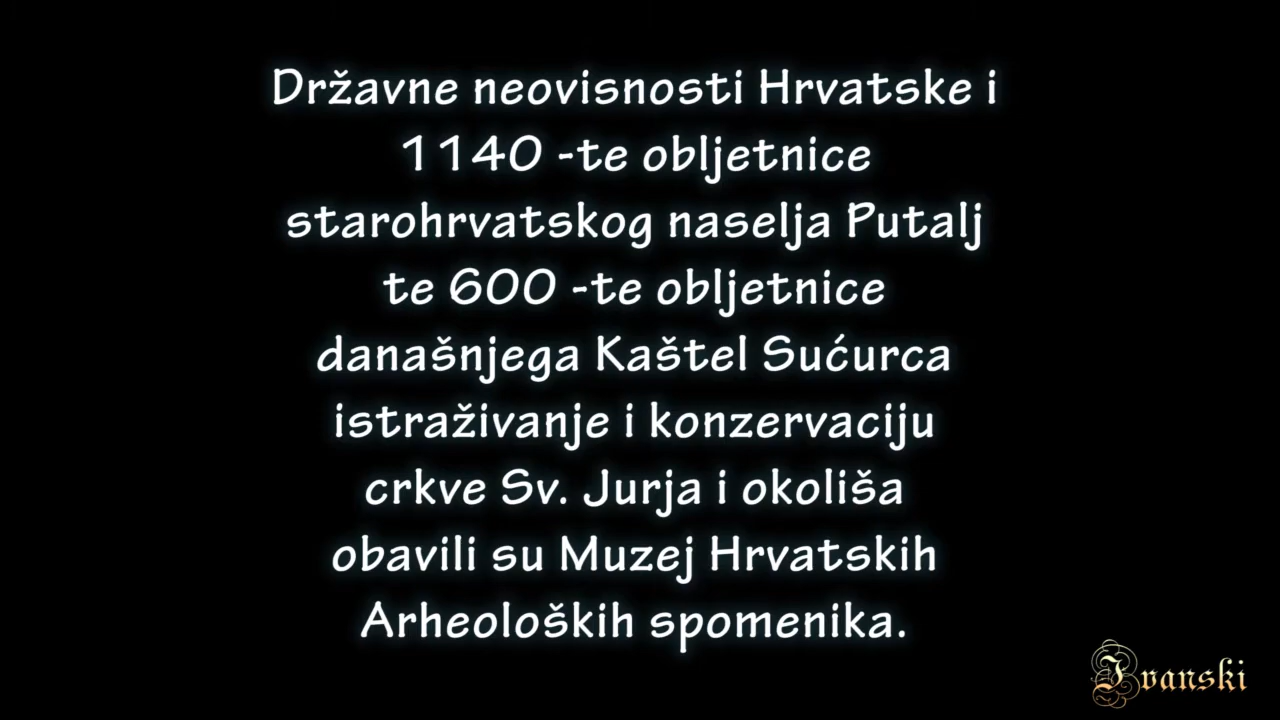 Državne neovisnosti Hrvatske i
1140 -te obljetnice
starohrvatskog naselja Putalj
te 600 -te obljetnice
današnjega Kaštel Sućurca
istraživanje i konzervaciju
crkve Sv. Jurja i okoliša
obavili su Muzej Hrvatskih
Arheoloških spomenika.
Ivanski